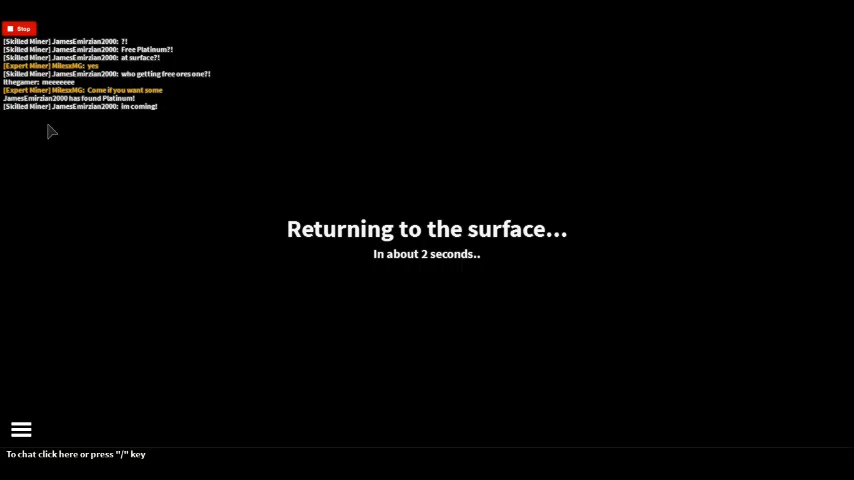 Stop
[Skilled Miner] JamesEmirzian2000: ?!
[Skilled Miner] JamesEmirzian2000: Free Platinum?!
[Skilled Miner] JamesEmirzian2000: at surface?!
[Expert Miner] MilesxMG: yes
[Skilled Miner] JamesEmirzian2000: who getting free ores one?!
Ithegamer: meeeeeee
[Expert Miner] MilesxMG: Come if you want some
JamesEmirzian2000 has found Platinum!
[Skilled Miner] JamesEmirzian2000: im coming!
Returning to the surface...
In about 2 seconds..
To chat click here or press "/" key